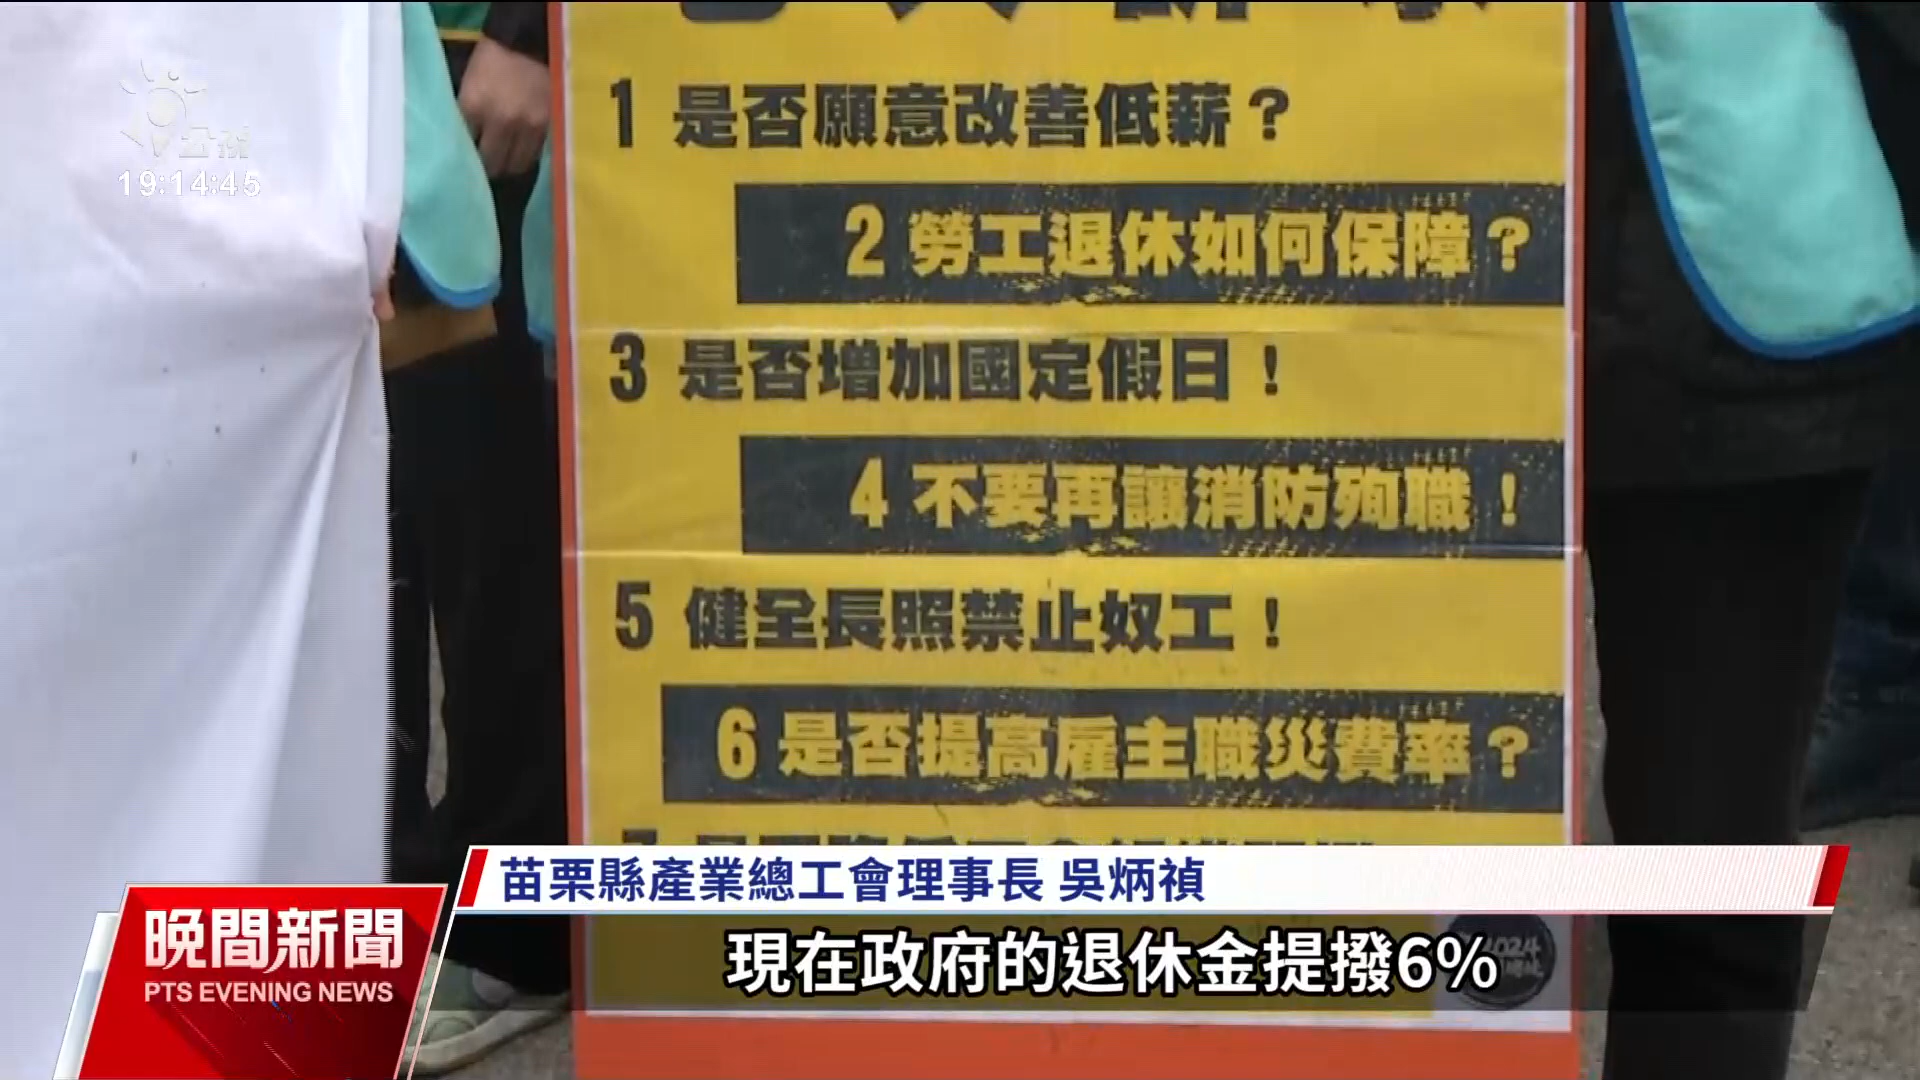 公視
19:14:45
1 是否願意改善低薪？
2 勞工退休如何保障？
3 是否增加國定假日！
4 不要再讓消防殉職！
5 健全長照禁止奴工！
6 是否提高雇主職災費率？
苗栗縣產業總工會理事長 吳炳禎
現在政府的退休金提撥6%
2024
晚間新聞
PTS EVENING NEWS